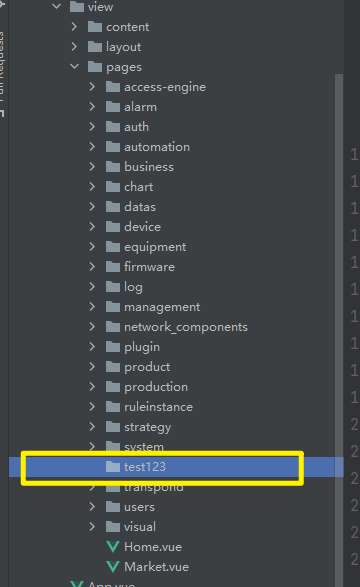 view
content
layout
pages
access-engine
alarm
auth
automation
business
chart
datas
device
equipment
firmware
log
management
network_components
plugin
product
production
ruleinstance
strategy
system
test123
transpond
users
visual
Home.vue
Market.vue
App.vue